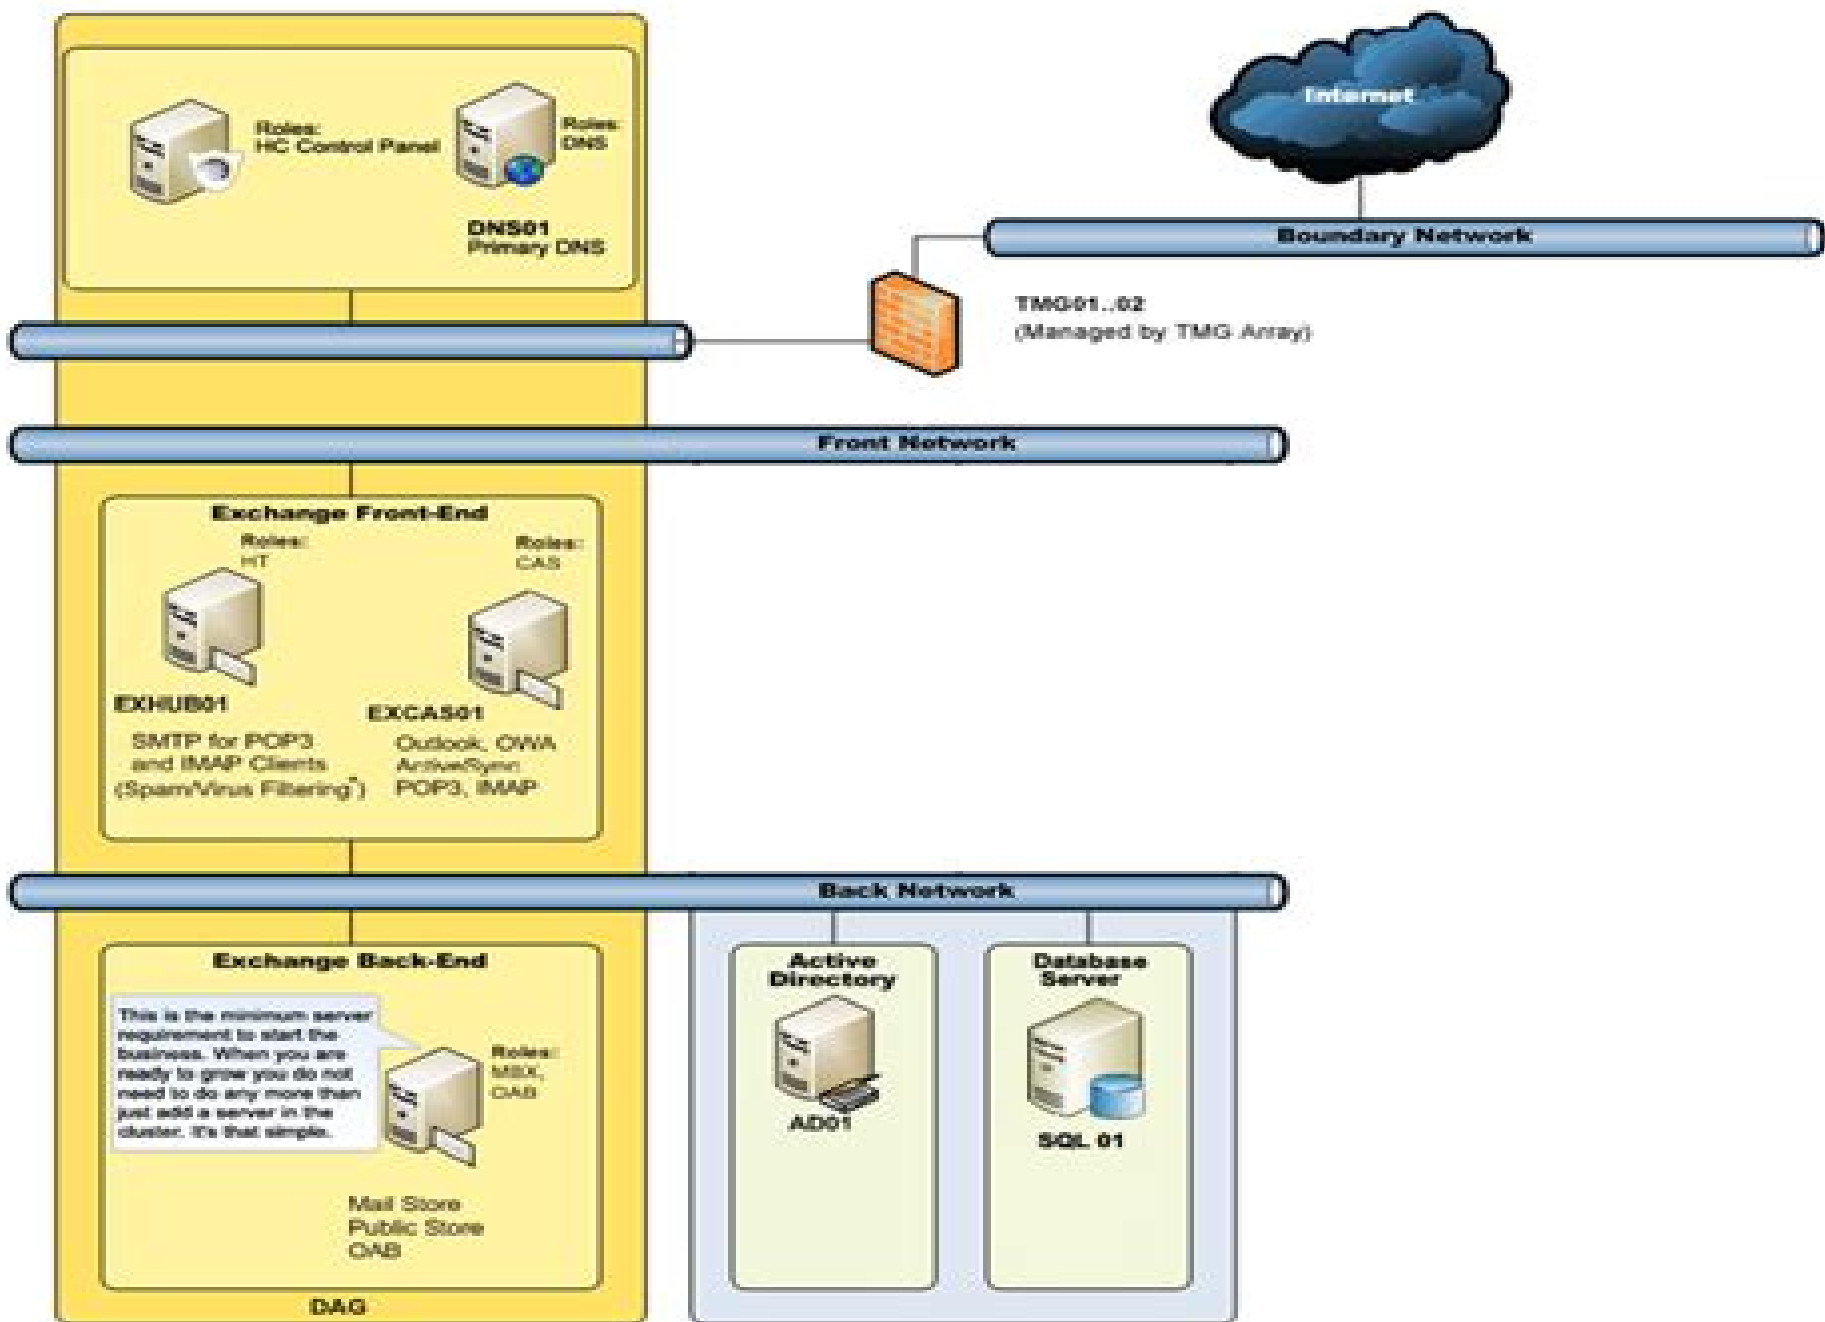 Internet
Roles:
HC Control Panel
Roles:
DNS
DNS01
Primary DNS
Boundary Network
TMG01..02
(Managed by TMG Array)
Front Network
Exchange Front-End
Roles:
HT
Roles:
CAS
EXHUB01
SMTP for POP3
and IMAP Clients
(Spam/Virus Filtering*)
EXCAS01
Outlook, OWA
Active/Sync
POP3, IMAP
Back Network
Exchange Back-End
This is the minimum server
requirement to start the
business. When you are
ready to grow you do not
need to do any more than
just add a server in the
cluster. It's that simple.
Roles:
MBX,
OAB
Mail Store
Public Store
OAB
DAG
Active
Directory
AD01
Database
Server
SQL 01